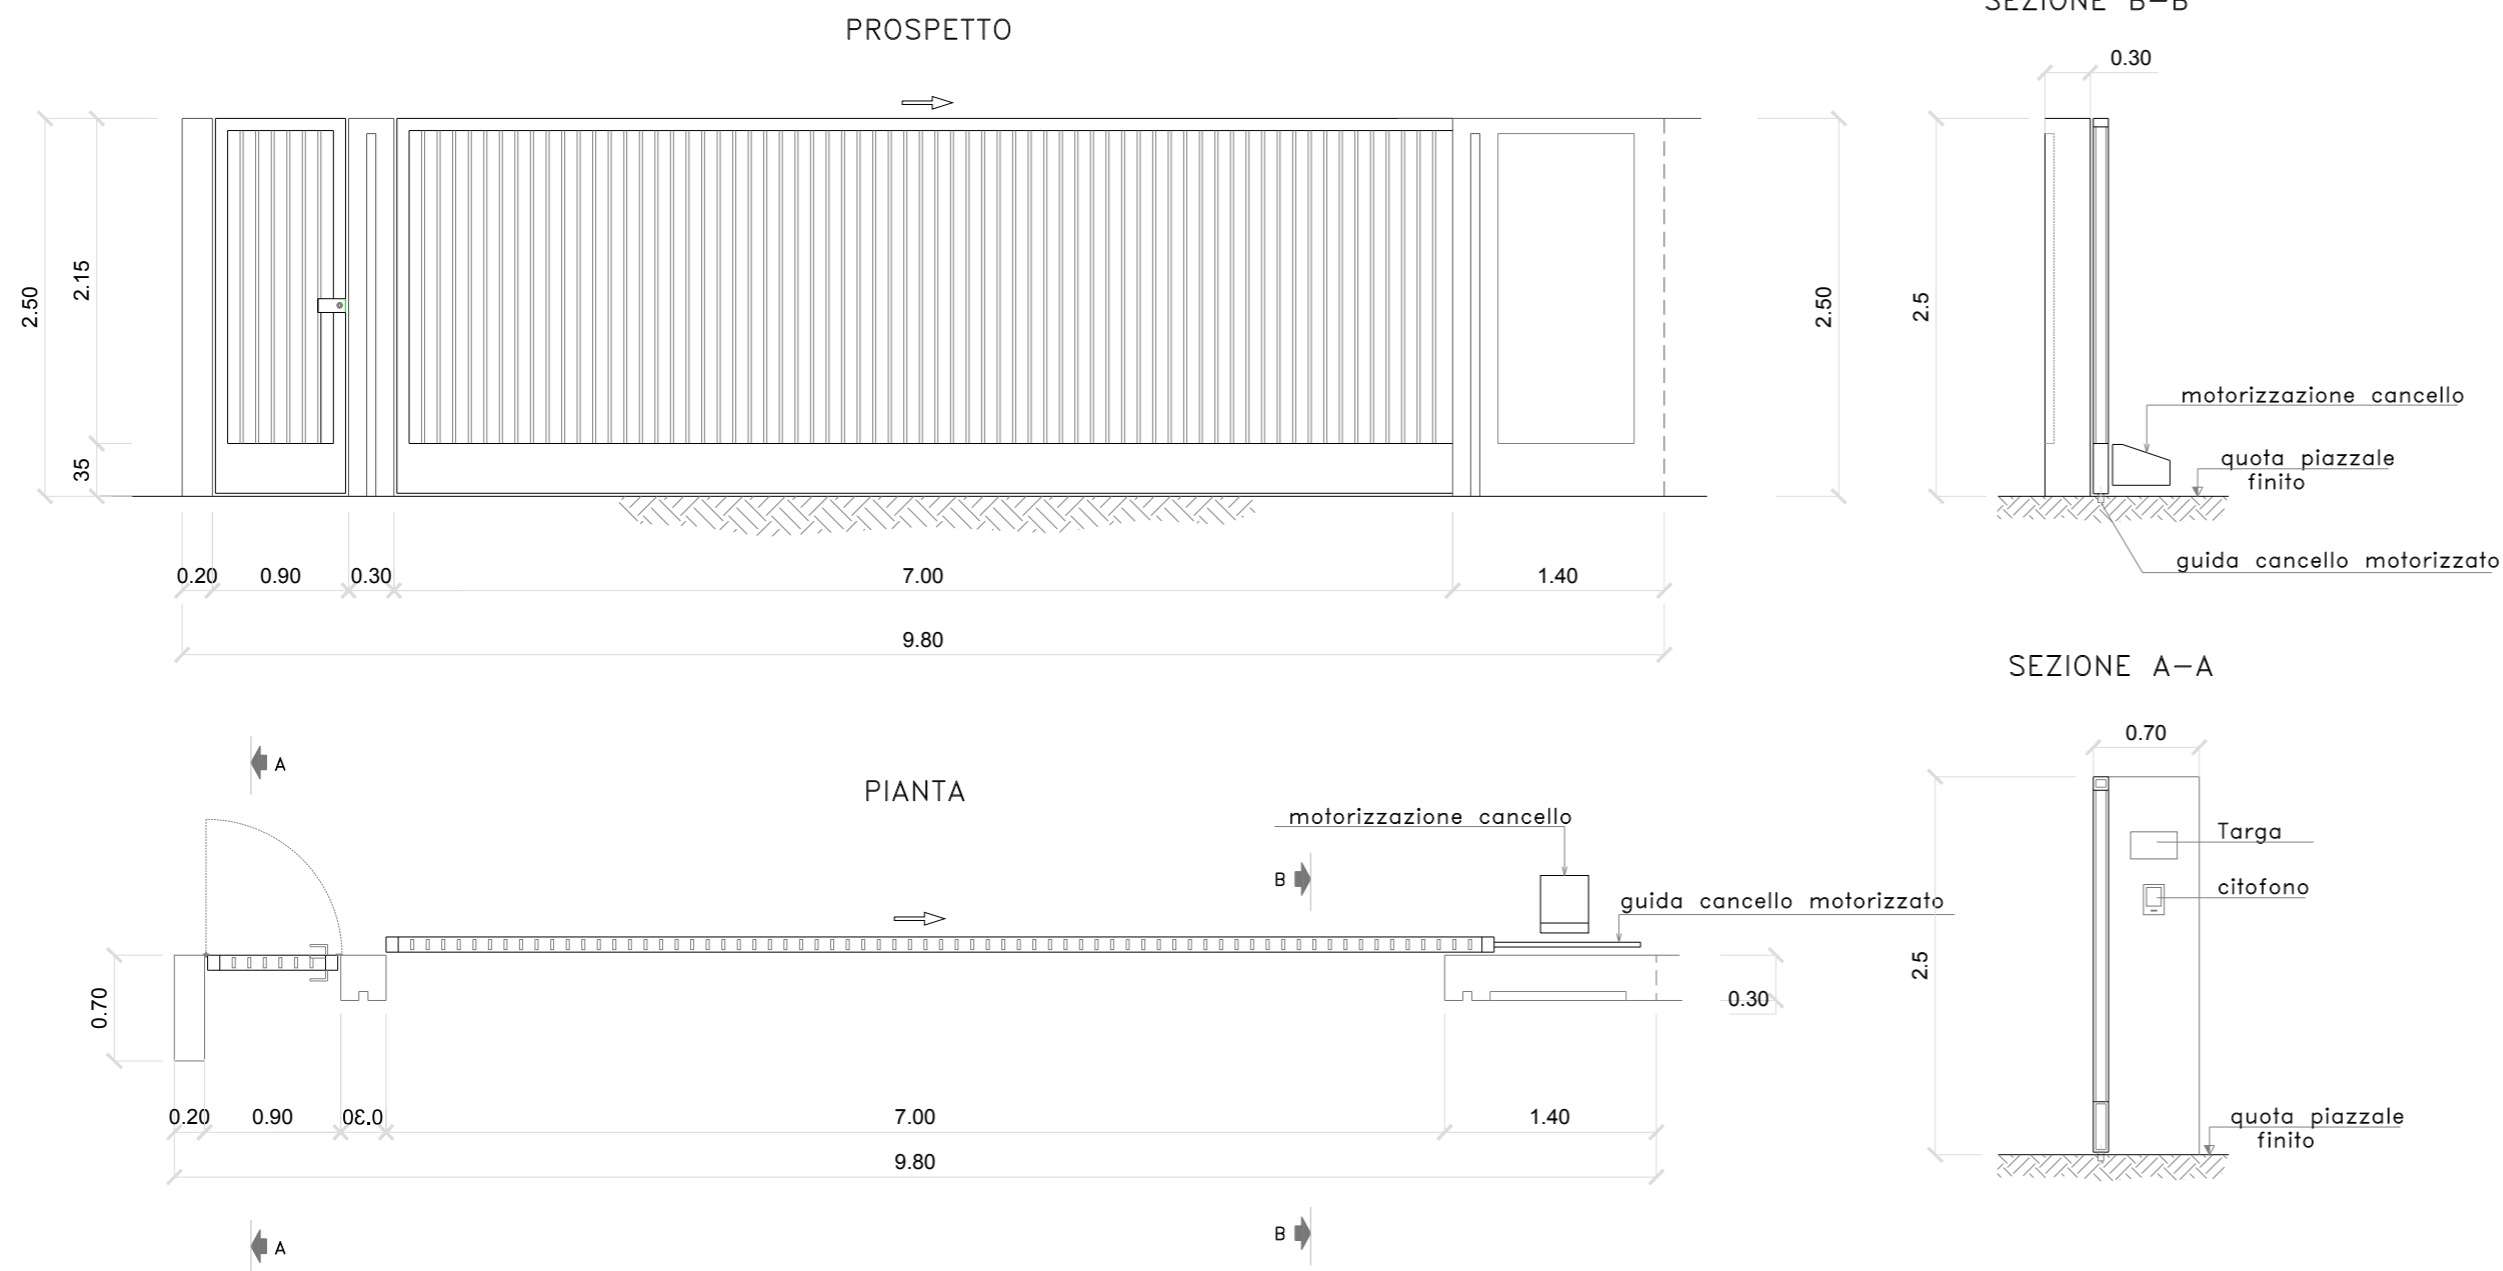 PROSPETTO
SEZIONE B-B
0.30
2.50
2.15
35
2.50
2.5
motorizzazione cancello
quota piazzale
finito
guida cancello motorizzato
0.20 0.90 0.30 7.00 1.40
9.80
SEZIONE A-A
0.70
A
PIANTA
motorizzazione cancello
Targa
B
citofono
guida cancello motorizzato
2.5
0.70
0.30
0.20 0.90 0.30 7.00 1.40
quota piazzale
finito
9.80
A
B